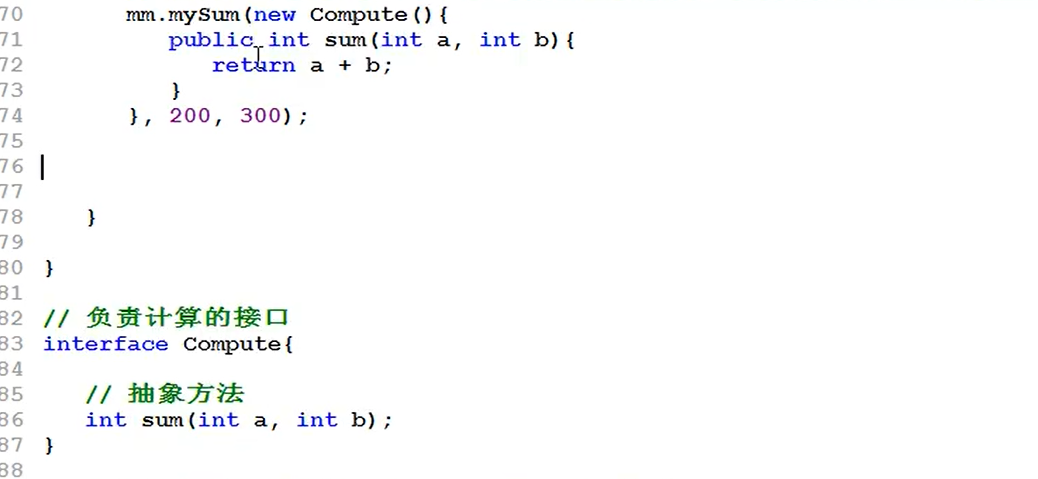 70 mm.mySum(new Compute(){
71 public int sum(int a, int b){
72 return a + b;
73 }
74 }, 200, 300);
75
76
77
78 }
79
80 }
81
82 // 负责计算的接口
83 interface Compute{
84
85 // 抽象方法
86 int sum(int a, int b);
87 }
88